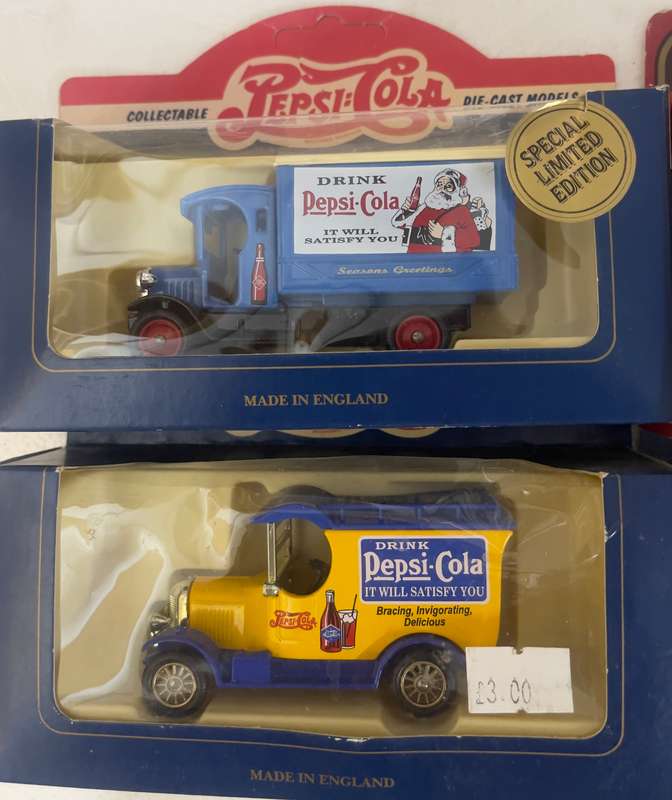 COLLECTABLE PEPSI:COLA DIE-CAST MODELS
SPECIAL
LIMITED
EDITION
DRINK
Pepsi-Cola
IT WILL
SATISFY YOU
Seasons Greetings
MADE IN ENGLAND
DRINK
Pepsi-Cola
IT WILL SATISFY YOU
Bracing, Invigorating,
Delicious
PEPSI:COLA
£3.00
MADE IN ENGLAND